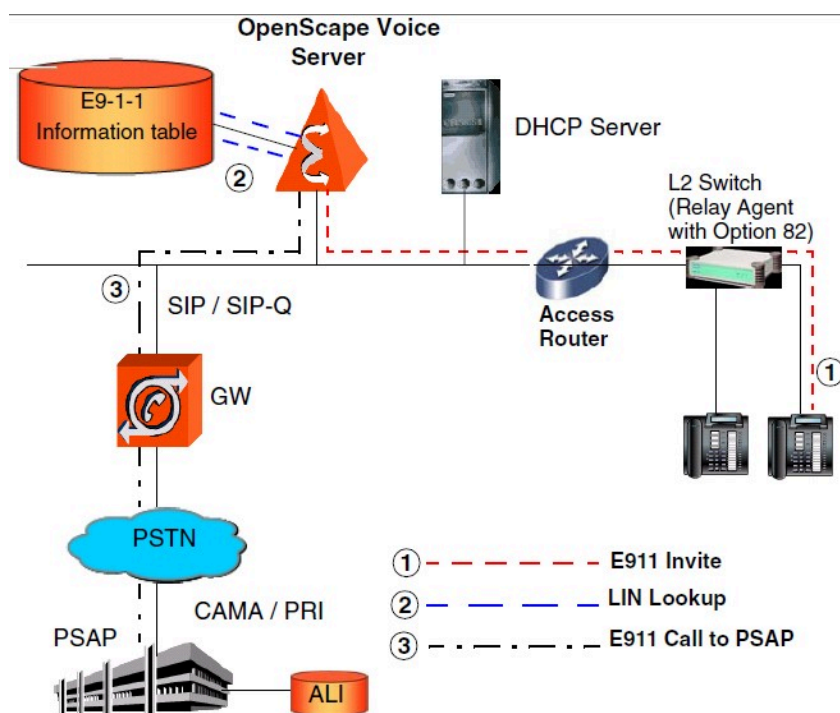 OpenScape Voice
Server
E9-1-1
Information table
②
DHCP Server
L2 Switch
(Relay Agent
with Option 82)
③
SIP / SIP-Q
Access
Router
①
GW
PSTN
① E911 Invite
② LIN Lookup
CAMA / PRI
③ E911 Call to PSAP
PSAP
ALI